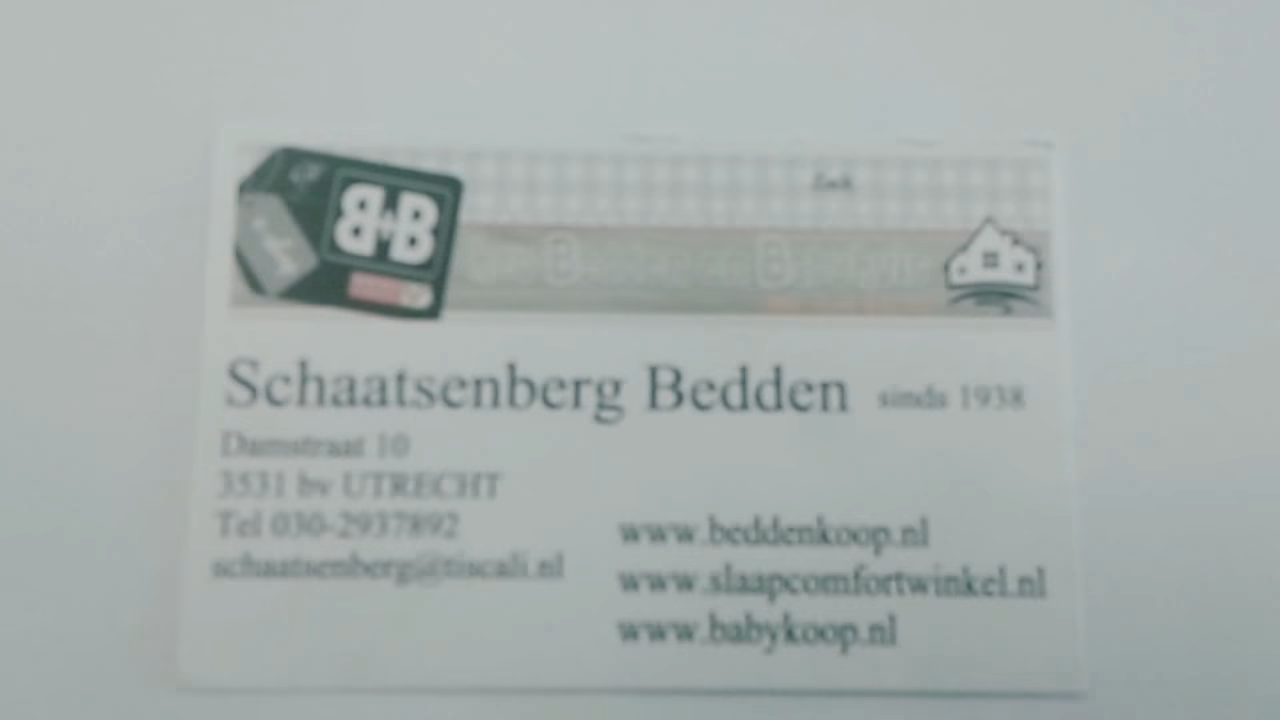 B+B
Schaatsenberg Bedden sinds 1938
Damstraat 10
3531 bv UTRECHT
Tel 030-2937892
schaatsenberg@tiscali.nl
www.beddenkoop.nl
www.slaapcomfortwinkel.nl
www.babykoop.nl